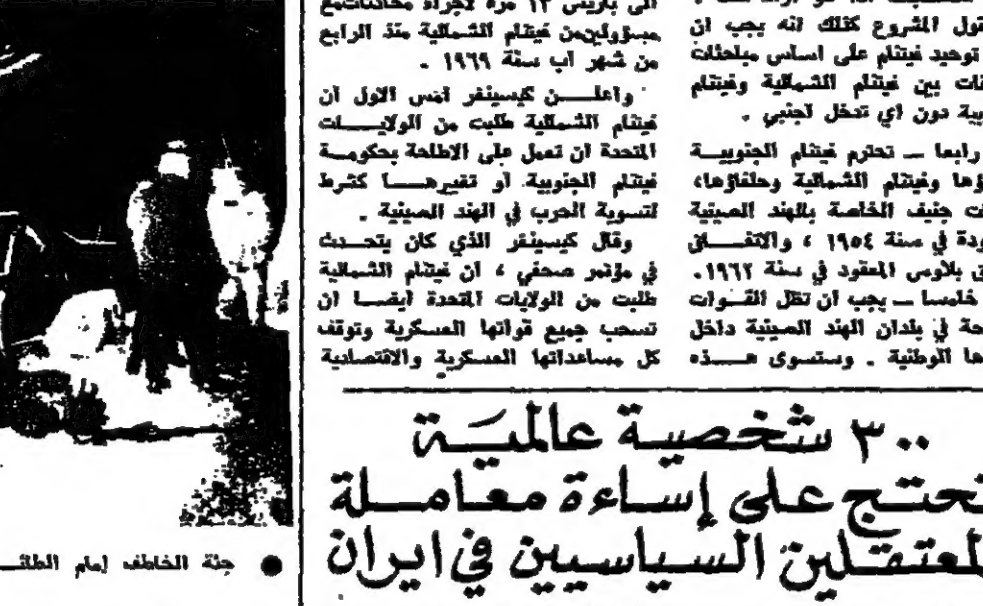 قول المشروع كذلك انه يجب ان
توحيد فيتنام على اساس مباحثات
بين فيتنام الشمالية وفيتنام
دون اي تدخل اجنبي .
رابعا — تحترم فيتنام الجنوبية
وفيتنام الشمالية وحلفاؤها،
جنيف الخاصة بالهند الصينية
في سنة ١٩٥٤ ، والاتفاق
بلاوس المعقود في سنة ١٩٦٢.
خامسا — يجب ان تظل القوات
في بلدان الهند الصينية داخل
الوطنية . وستسوى هذه
الى باريس ١٢ مرة لاجراء محادثات مع
مسؤولين من فيتنام الشمالية منذ الرابع
من شهر آب سنة ١٩٦٩ .
واعلن كيسينغر امس الاول ان
فيتنام الشمالية طلبت من الولايات
المتحدة ان تعمل على الاطاحة بحكومة
فيتنام الجنوبية. او تغييرها كشرط
لتسوية الحرب في الهند الصينية .
وقال كيسينغر الذي كان يتحدث
في مؤتمر صحفي ، ان فيتنام الشمالية
طلبت من الولايات المتحدة ايضا ان
تسحب جميع قواتها العسكرية وتوقف
كل مساعداتها العسكرية والاقتصادية
٣٠٠ شخصية عالمية
تحتج على إساءة معاملة
المعتقلين السياسيين في ايران
جثة الخاطف إمام